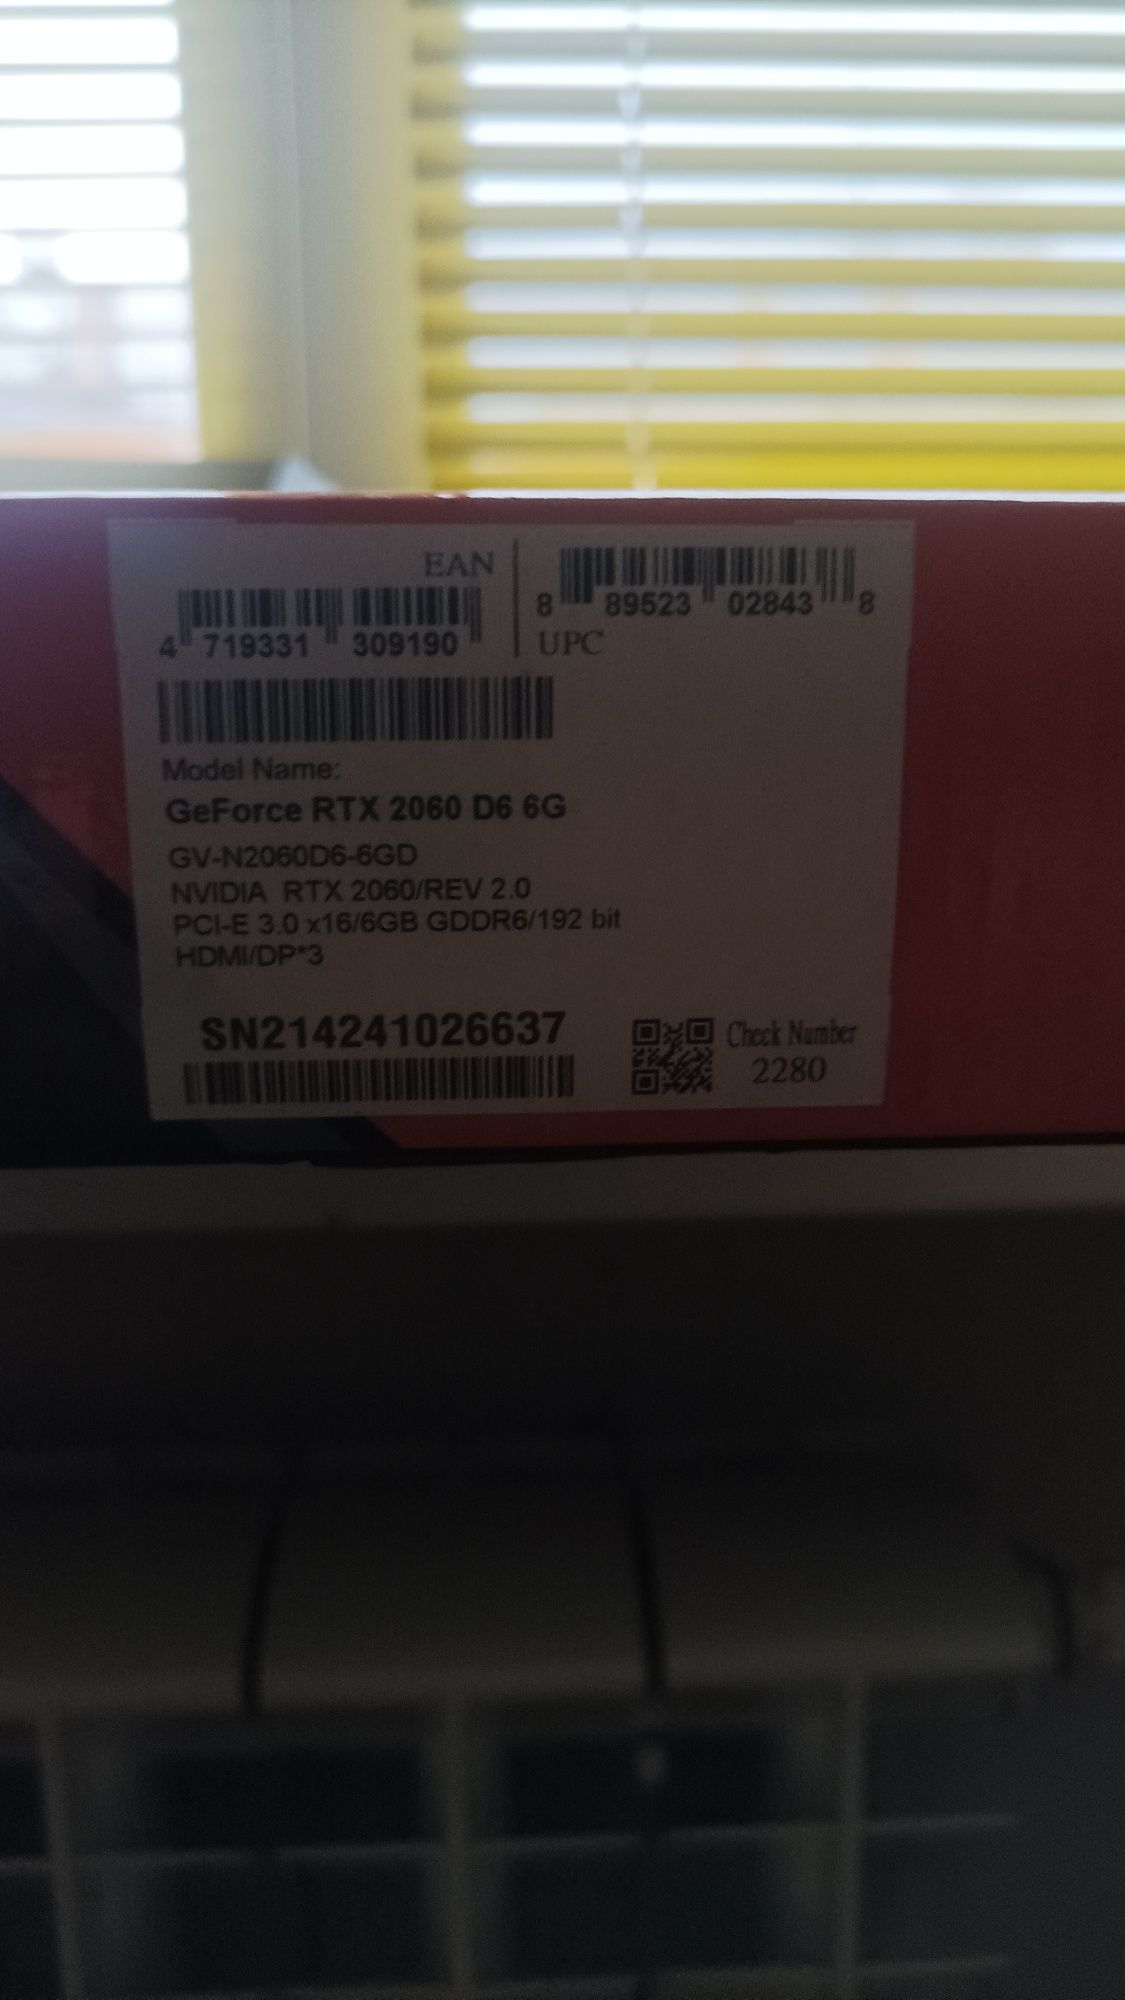 EAN
4 719331 309190
8 89523 02843 8
UPC
Model Name:
GeForce RTX 2060 D6 6G
GV-N2060D6-6GD
NVIDIA RTX 2060/REV 2.0
PCI-E 3.0 x16/6GB GDDR6/192 bit
HDMI/DP*3
SN214241026637
Check Number
2280